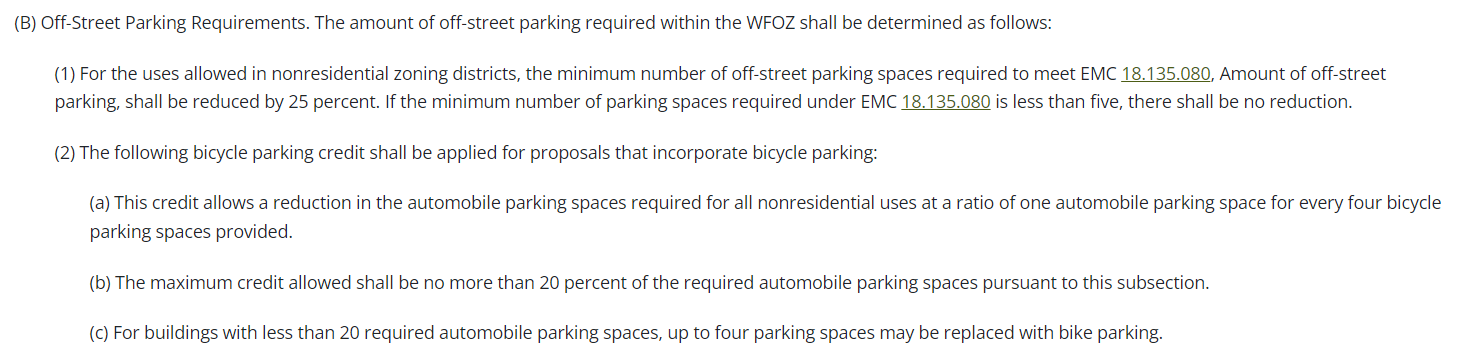 (B) Off-Street Parking Requirements. The amount of off-street parking required within the WFOZ shall be determined as follows:
(1) For the uses allowed in nonresidential zoning districts, the minimum number of off-street parking spaces required to meet EMC 18.135.080, Amount of off-street
parking, shall be reduced by 25 percent. If the minimum number of parking spaces required under EMC 18.135.080 is less than five, there shall be no reduction.
(2) The following bicycle parking credit shall be applied for proposals that incorporate bicycle parking:
(a) This credit allows a reduction in the automobile parking spaces required for all nonresidential uses at a ratio of one automobile parking space for every four bicycle
parking spaces provided.
(b) The maximum credit allowed shall be no more than 20 percent of the required automobile parking spaces pursuant to this subsection.
(c) For buildings with less than 20 required automobile parking spaces, up to four parking spaces may be replaced with bike parking.